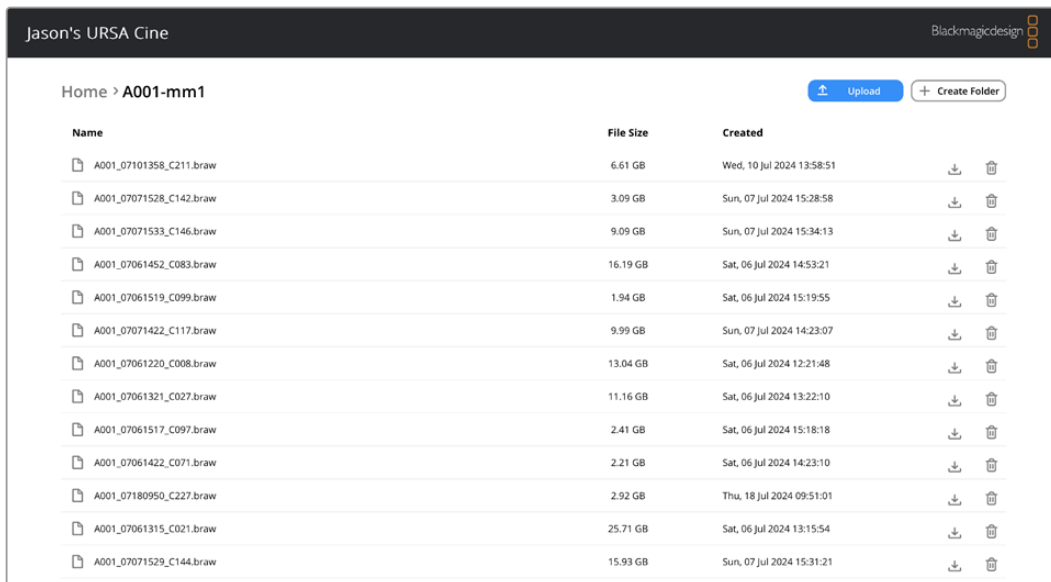 Jason's URSA Cine
Blackmagicdesign
Home > A001-mm1
Upload
+ Create Folder
Name File Size Created
A001_07101358_C211.braw 6.61 GB Wed, 10 Jul 2024 13:58:51
A001_07071528_C142.braw 3.09 GB Sun, 07 Jul 2024 15:28:58
A001_07071533_C146.braw 9.09 GB Sun, 07 Jul 2024 15:34:13
A001_07061452_C083.braw 16.19 GB Sat, 06 Jul 2024 14:53:21
A001_07061519_C099.braw 1.94 GB Sat, 06 Jul 2024 15:19:55
A001_07071422_C117.braw 9.99 GB Sun, 07 Jul 2024 14:23:07
A001_07061220_C008.braw 13.04 GB Sat, 06 Jul 2024 12:21:48
A001_07061321_C027.braw 11.16 GB Sat, 06 Jul 2024 13:22:10
A001_07061517_C097.braw 2.41 GB Sat, 06 Jul 2024 15:18:18
A001_07061422_C071.braw 2.21 GB Sat, 06 Jul 2024 14:23:10
A001_07180950_C227.braw 2.92 GB Thu, 18 Jul 2024 09:51:01
A001_07061315_C021.braw 25.71 GB Sat, 06 Jul 2024 13:15:54
A001_07071529_C144.braw 15.93 GB Sun, 07 Jul 2024 15:31:21